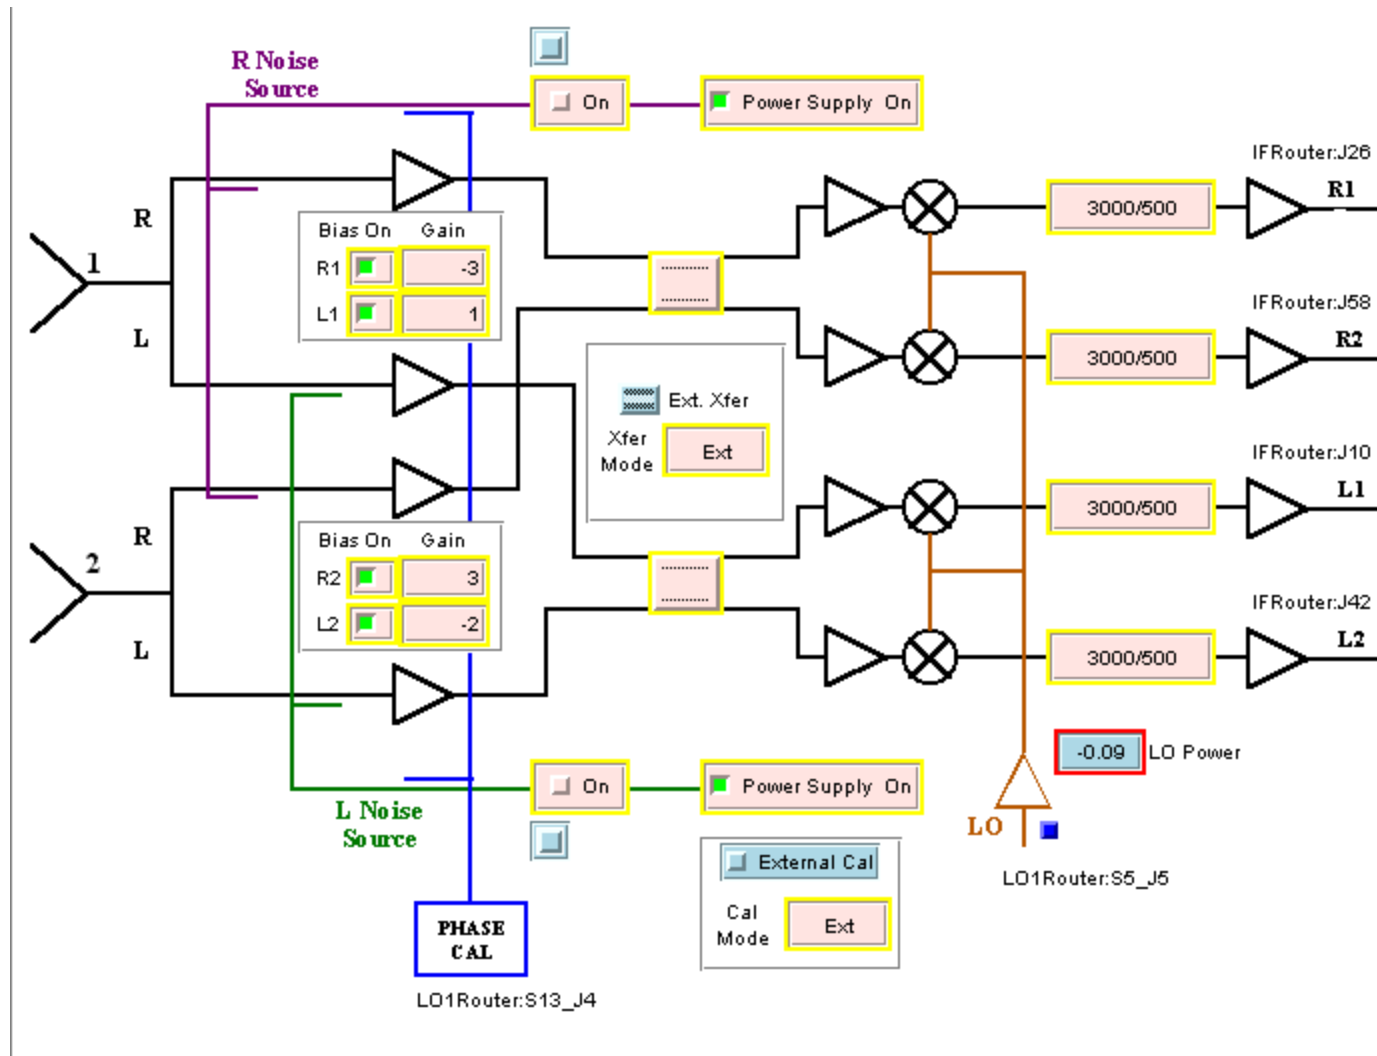 R Noise
Source
On
Power Supply On
IFRouter:J26
R1
R
3000/500
Bias On Gain
1
R1 -3
L1 1
IFRouter:J58
L
R2
3000/500
Ext. Xfer
Xfer
Mode
Ext
IFRouter:J10
L1
3000/500
R
Bias On Gain
2
R2 3
L2 -2
IFRouter:J42
L
L2
3000/500
-0.09 LO Power
On
Power Supply On
L Noise
Source
LO
External Cal
LO1Router:S5_J5
Cal
Mode
Ext
PHASE
CAL
LO1Router:S13_J4